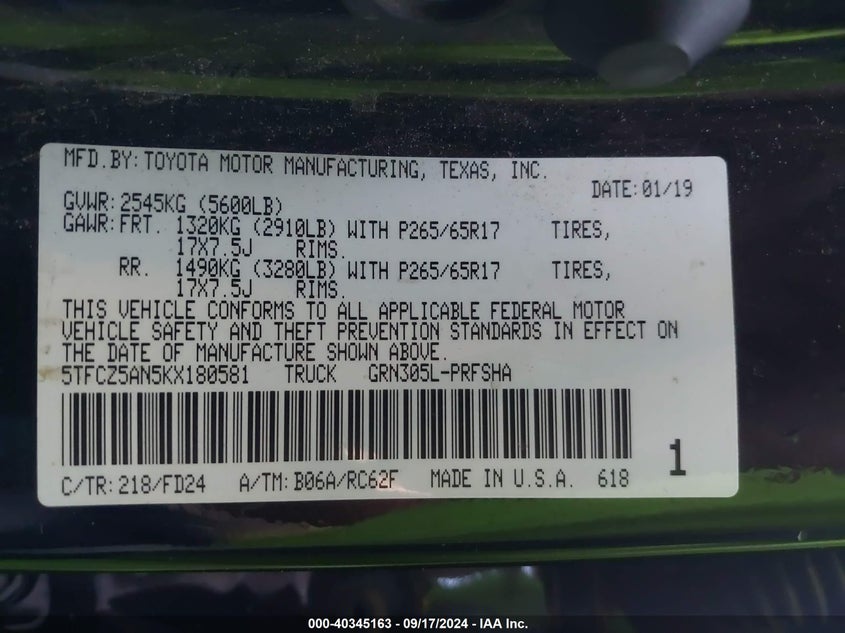 MFD.BY:TOYOTA MOTOR MANUFACTURING, TEXAS, INC.
DATE:01/19
GVWR:2545KG (5600LB)
GAWR:FRT. 1320KG (2910LB) WITH P265/65R17 TIRES,
17X7.5J RIMS.
RR. 1490KG (3280LB) WITH P265/65R17 TIRES,
17X7.5J RIMS.
THIS VEHICLE CONFORMS TO ALL APPLICABLE FEDERAL MOTOR
VEHICLE SAFETY AND THEFT PREVENTION STANDARDS IN EFFECT ON
THE DATE OF MANUFACTURE SHOWN ABOVE.
5TFCZ5AN5KX180581 TRUCK GRN305L-PRFSHA
1
C/TR:218/FD24 A/TM:B06A/RC62F MADE IN U.S.A. 618
000-40345163 - 09/17/2024 - IAA Inc.